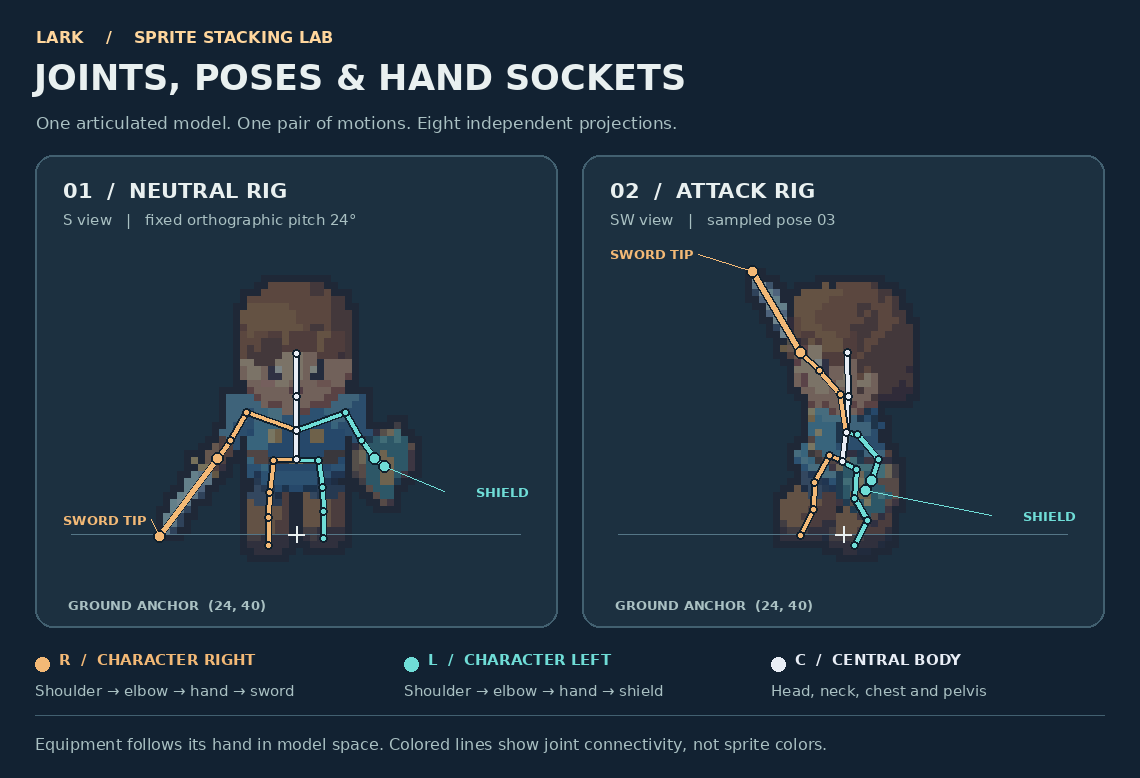 LARK / SPRITE STACKING LAB
JOINTS, POSES & HAND SOCKETS
One articulated model. One pair of motions. Eight independent projections.
01 / NEUTRAL RIG
S view | fixed orthographic pitch 24°
SWORD TIP
SHIELD
GROUND ANCHOR (24, 40)
02 / ATTACK RIG
SW view | sampled pose 03
SWORD TIP
SHIELD
GROUND ANCHOR (24, 40)
R / CHARACTER RIGHT
Shoulder → elbow → hand → sword
L / CHARACTER LEFT
Shoulder → elbow → hand → shield
C / CENTRAL BODY
Head, neck, chest and pelvis
Equipment follows its hand in model space. Colored lines show joint connectivity, not sprite colors.